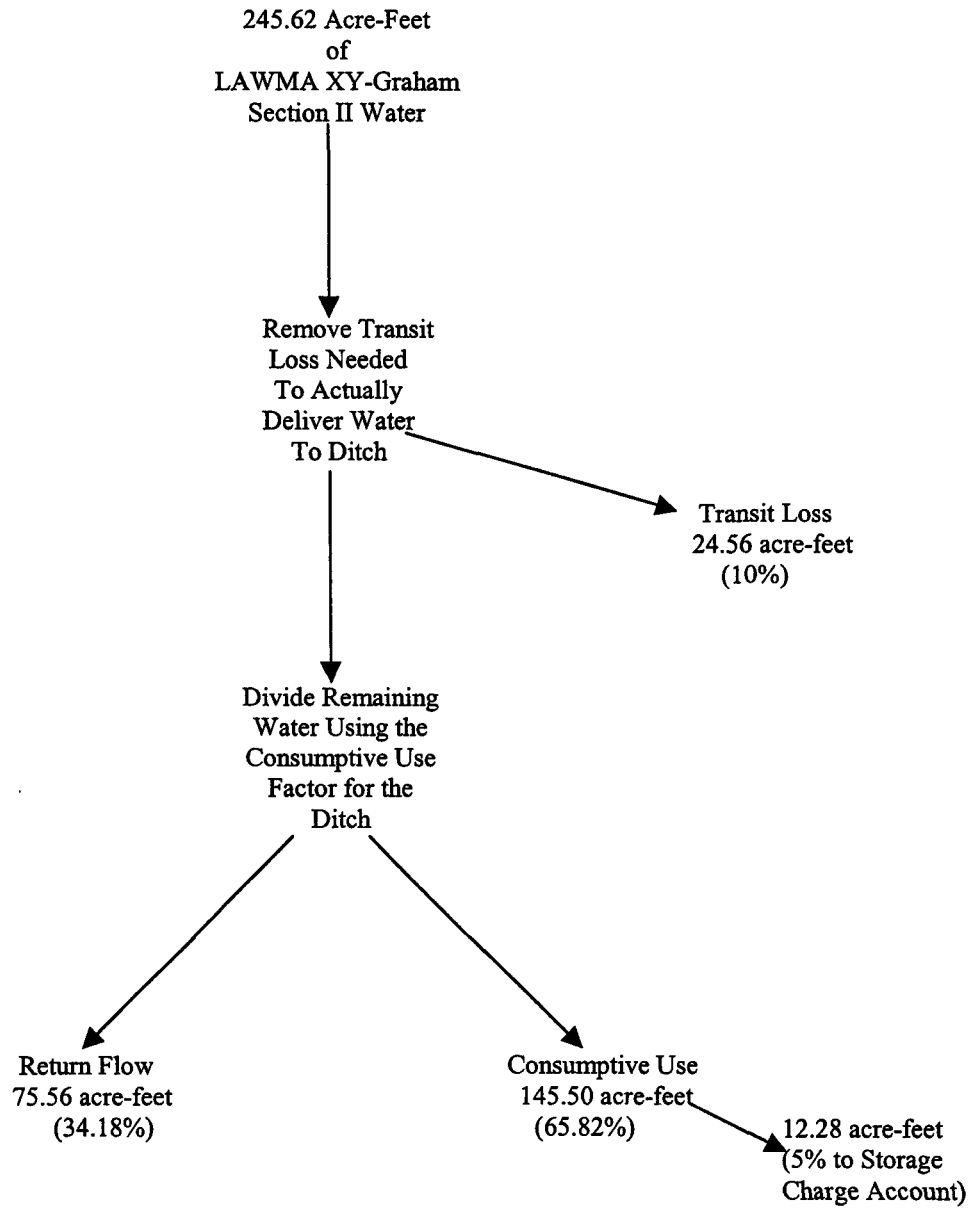 245.62 Acre-Feet
of
LAWMA XY-Graham
Section II Water
Remove Transit
Loss Needed
To Actually
Deliver Water
To Ditch
Transit Loss
24.56 acre-feet
(10%)
Divide Remaining
Water Using the
Consumptive Use
Factor for the
Ditch
Return Flow
75.56 acre-feet
(34.18%)
Consumptive Use
145.50 acre-feet
(65.82%)
12.28 acre-feet
(5% to Storage
Charge Account)